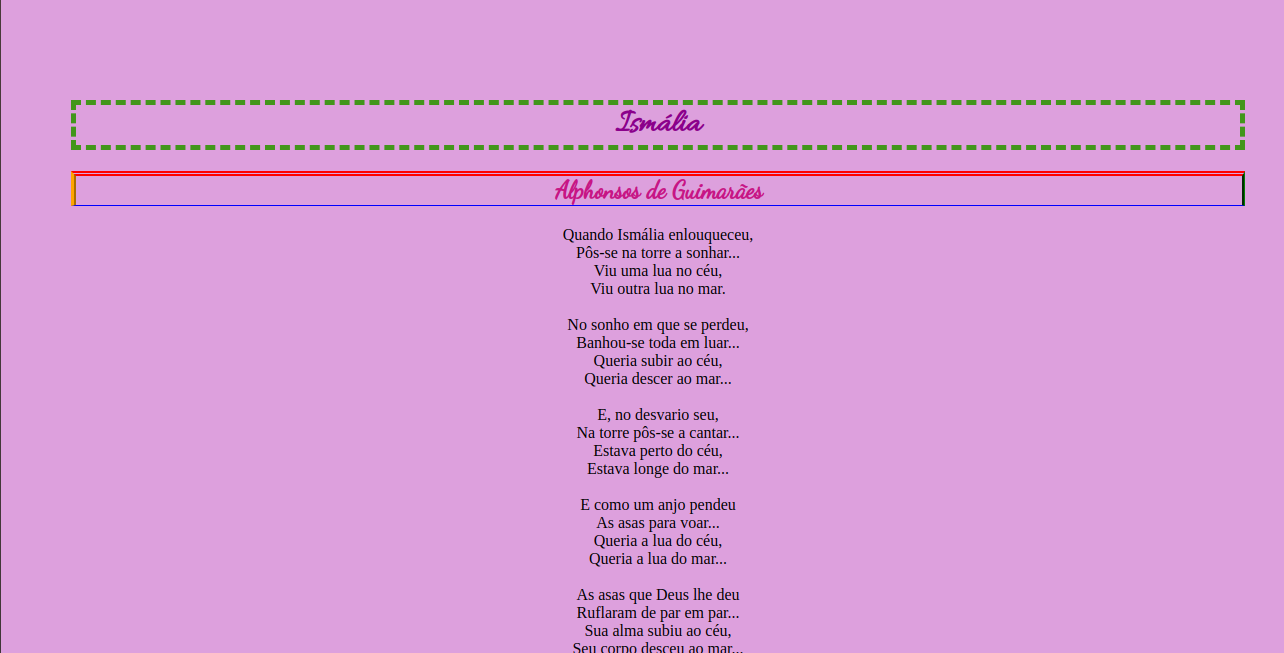 Ismália
Alphonsos de Guimarães
Quando Ismália enlouqueceu,
Pôs-se na torre a sonhar...
Viu uma lua no céu,
Viu outra lua no mar.
No sonho em que se perdeu,
Banhou-se toda em luar...
Queria subir ao céu,
Queria descer ao mar...
E, no desvario seu,
Na torre pôs-se a cantar...
Estava perto do céu,
Estava longe do mar...
E como um anjo pendeu
As asas para voar...
Queria a lua do céu,
Queria a lua do mar...
As asas que Deus lhe deu
Ruflaram de par em par...
Sua alma subiu ao céu,
Seu corpo desceu ao mar...